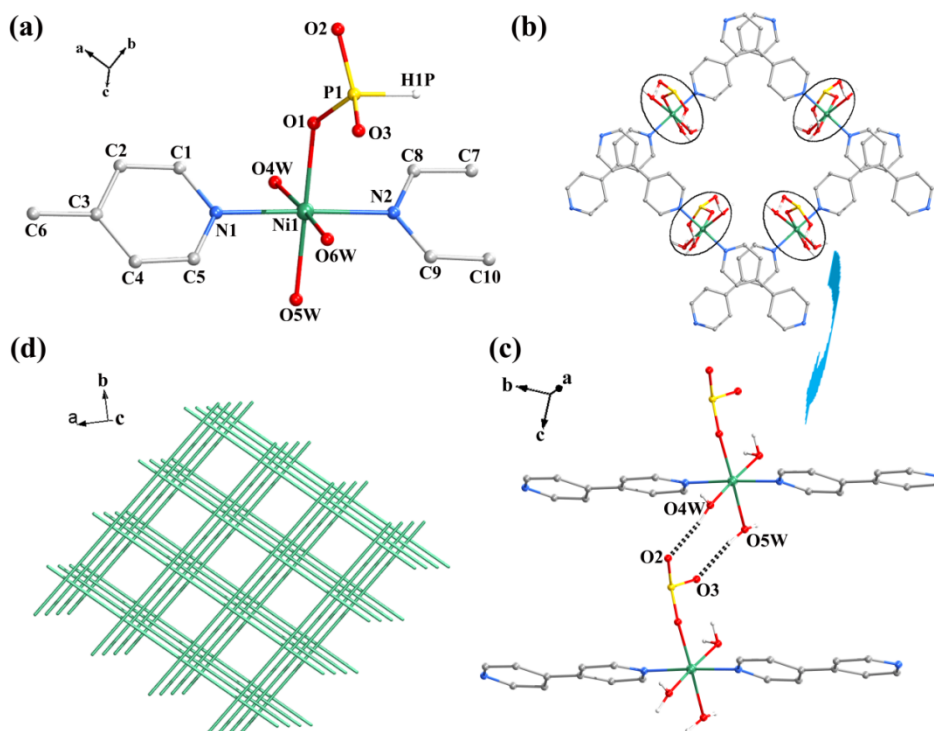 (a)
a
b
c
O2
P1
H1P
O1
O3
C2
C1
O4W
C8
C7
C3
C6
N1
Ni1
N2
O6W
C4
C5
C9
C10
O5W
(b)
(c)
b
a
c
O4W
O5W
O2
O3
(d)
b
a
c